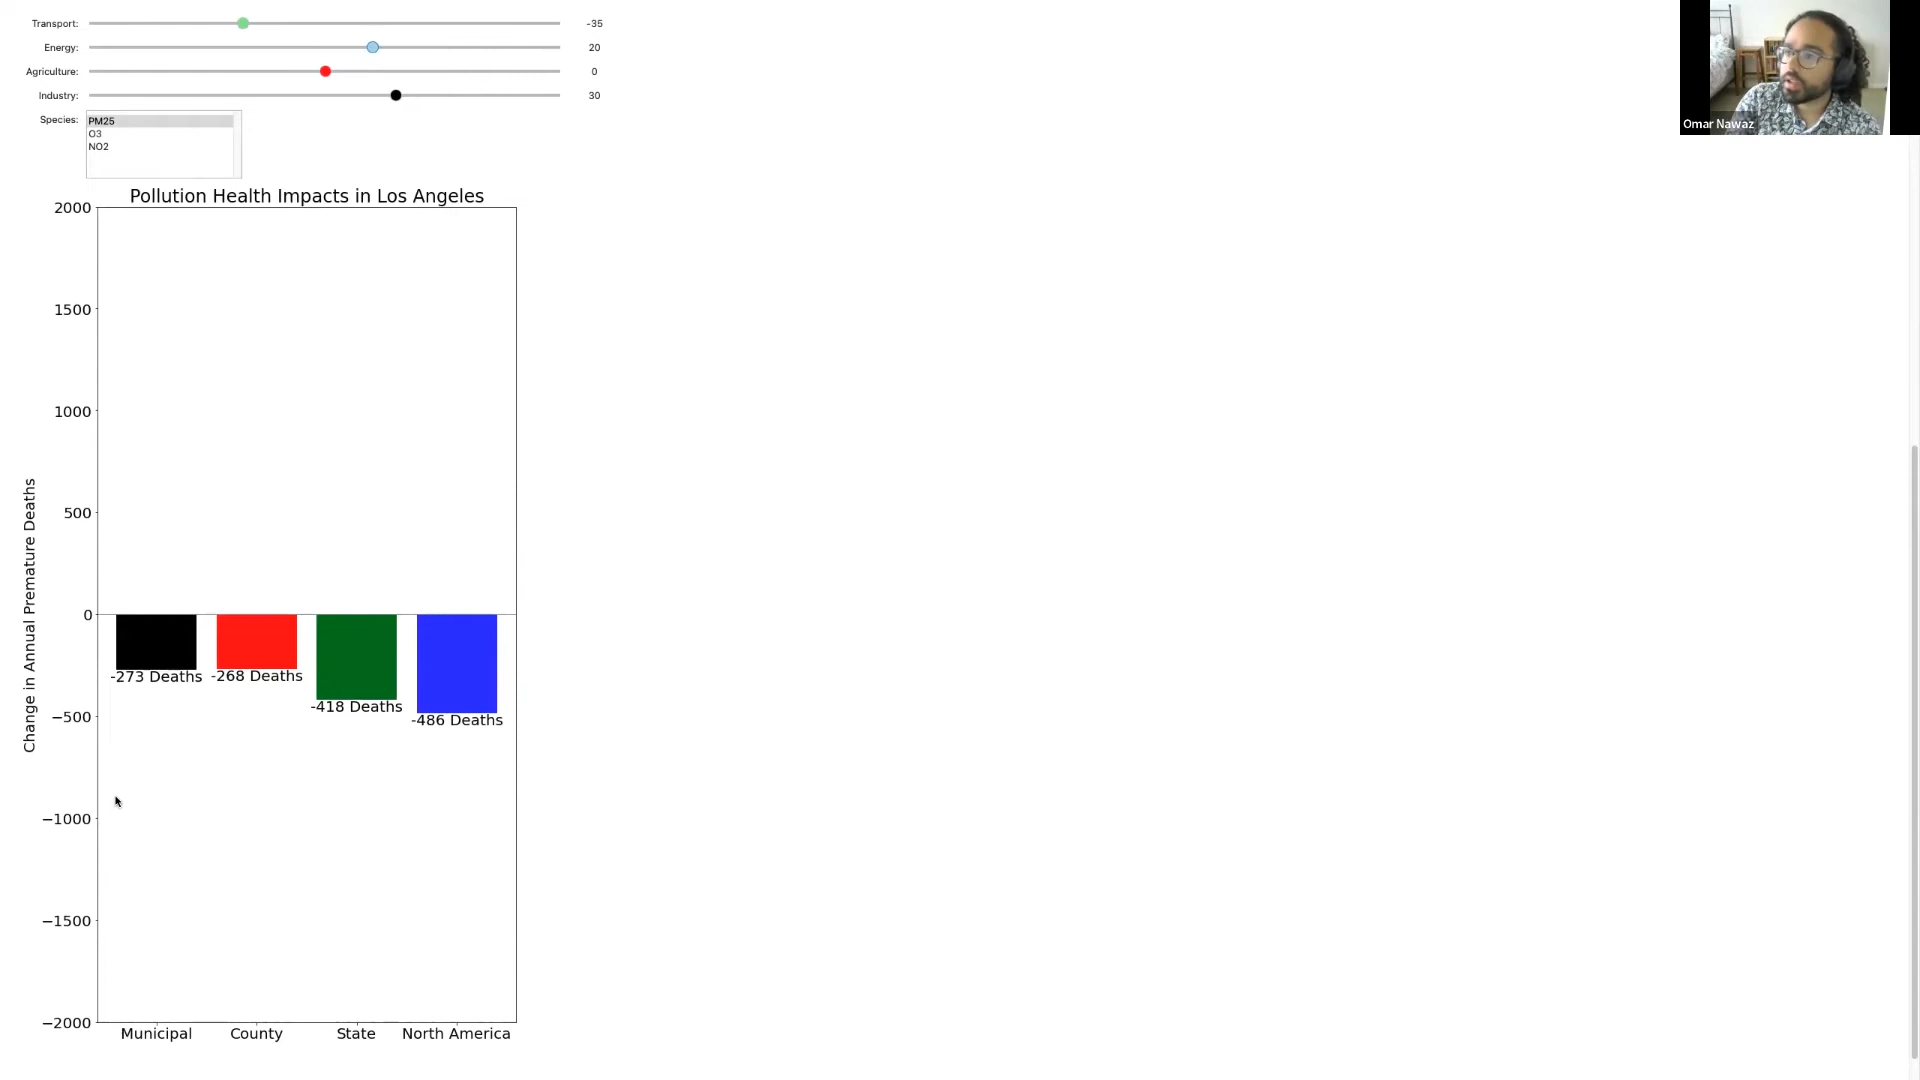 Transport: -35
Energy: 20
Agriculture: 0
Industry: 30
Species:
PM25
O3
NO2
Omar Nawaz
Pollution Health Impacts in Los Angeles
Change in Annual Premature Deaths
2000
1500
1000
500
0
−500
−1000
−1500
−2000
-273 Deaths
-268 Deaths
-418 Deaths
-486 Deaths
Municipal County State North America